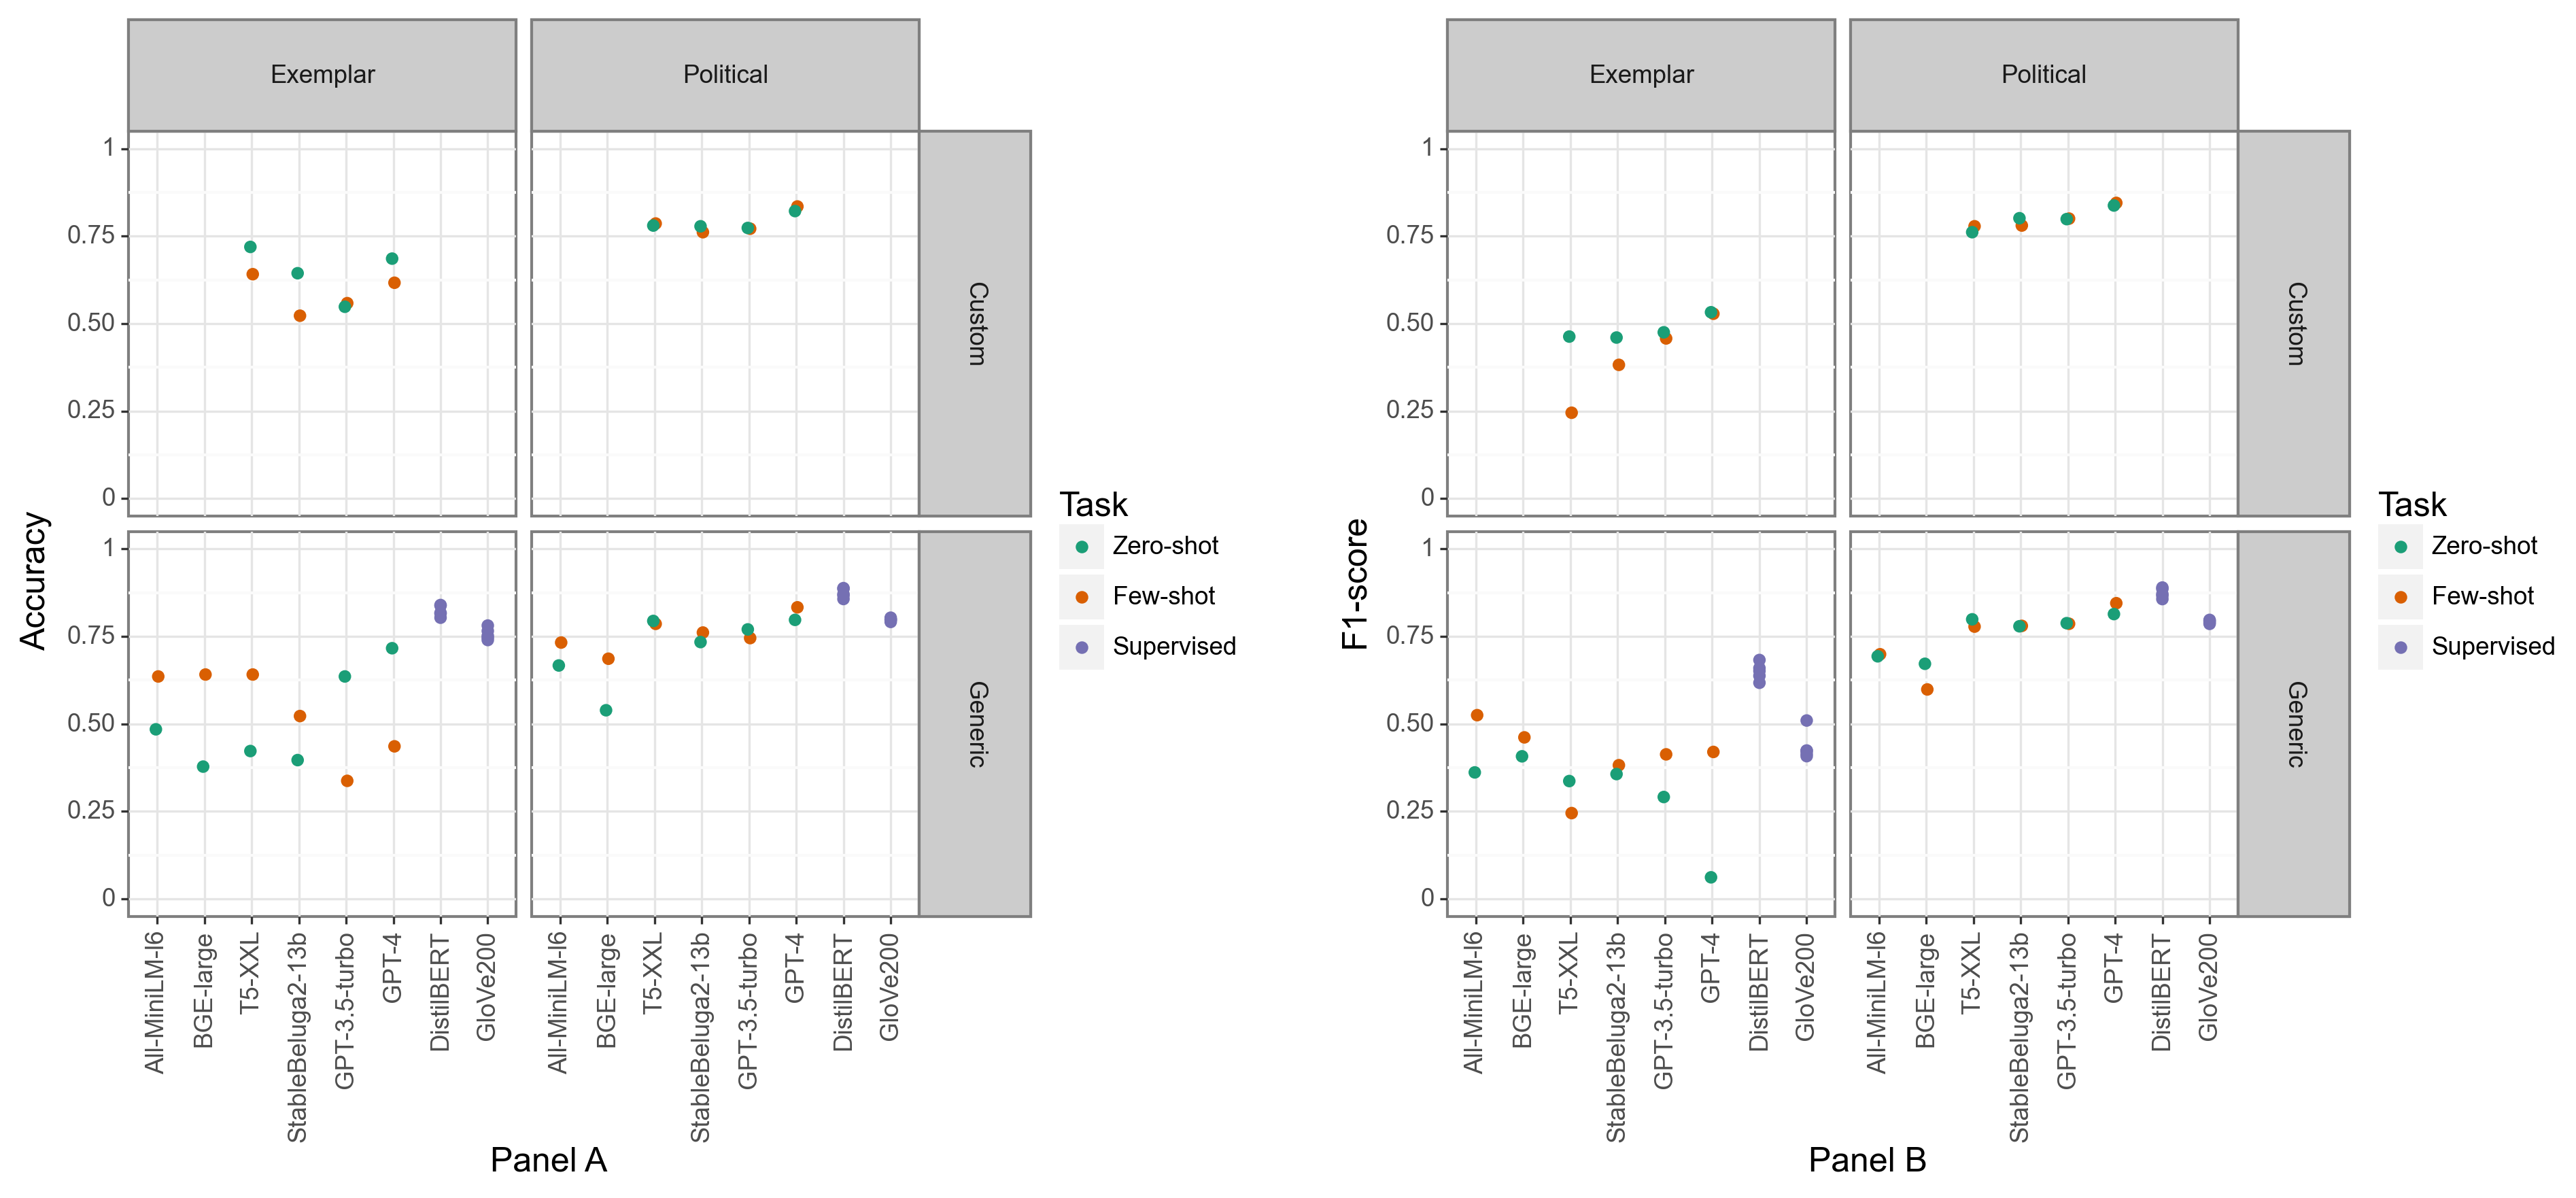 Exemplar
Political
Custom
Generic
Accuracy
1
0.75
0.50
0.25
0
1
0.75
0.50
0.25
0
All-MiniLM-l6
BGE-large
T5-XXL
StableBeluga2-13b
GPT-3.5-turbo
GPT-4
DistilBERT
GloVe200
All-MiniLM-l6
BGE-large
T5-XXL
StableBeluga2-13b
GPT-3.5-turbo
GPT-4
DistilBERT
GloVe200
Panel A
Task
Zero-shot
Few-shot
Supervised
Exemplar
Political
Custom
Generic
F1-score
1
0.75
0.50
0.25
0
1
0.75
0.50
0.25
0
All-MiniLM-l6
BGE-large
T5-XXL
StableBeluga2-13b
GPT-3.5-turbo
GPT-4
DistilBERT
GloVe200
All-MiniLM-l6
BGE-large
T5-XXL
StableBeluga2-13b
GPT-3.5-turbo
GPT-4
DistilBERT
GloVe200
Panel B
Task
Zero-shot
Few-shot
Supervised